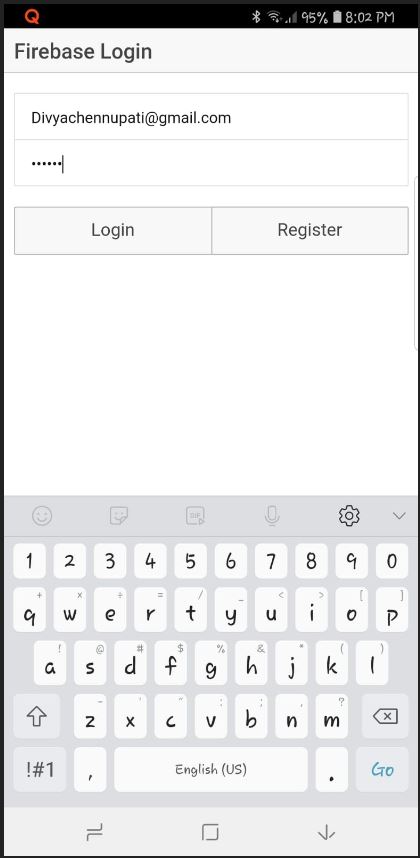 95% 8:02 PM
Firebase Login
Divyachennupati@gmail.com
••••••
Login Register
GIF
1 2 3 4 5 6 7 8 9 0
+ × ÷ = / _ < > [ ]
q w e r t y u i o p
! @ # $ % ^ & * ( )
a s d f g h j k l
- ' " : ; , ?
z x c v b n m
!#1 , English (US) . Go